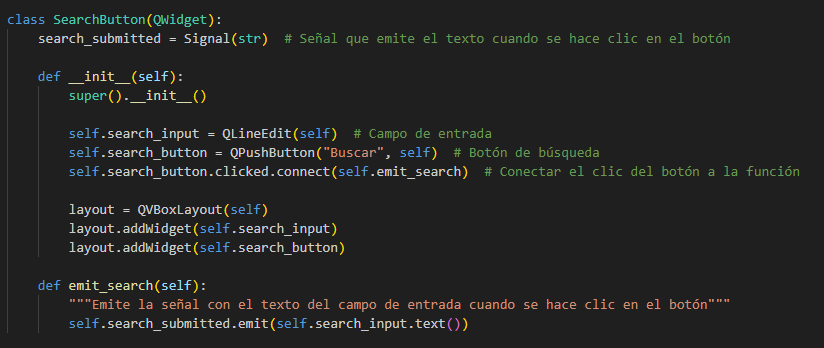 class SearchButton(QWidget):
    search_submitted = Signal(str)  # Señal que emite el texto cuando se hace clic en el botón
    def __init__(self):
        super().__init__()
        self.search_input = QLineEdit(self)  # Campo de entrada
        self.search_button = QPushButton("Buscar", self)  # Botón de búsqueda
        self.search_button.clicked.connect(self.emit_search)  # Conectar el clic del botón a la función
        layout = QVBoxLayout(self)
        layout.addWidget(self.search_input)
        layout.addWidget(self.search_button)
    def emit_search(self):
        """Emite la señal con el texto del campo de entrada cuando se hace clic en el botón"""
        self.search_submitted.emit(self.search_input.text())